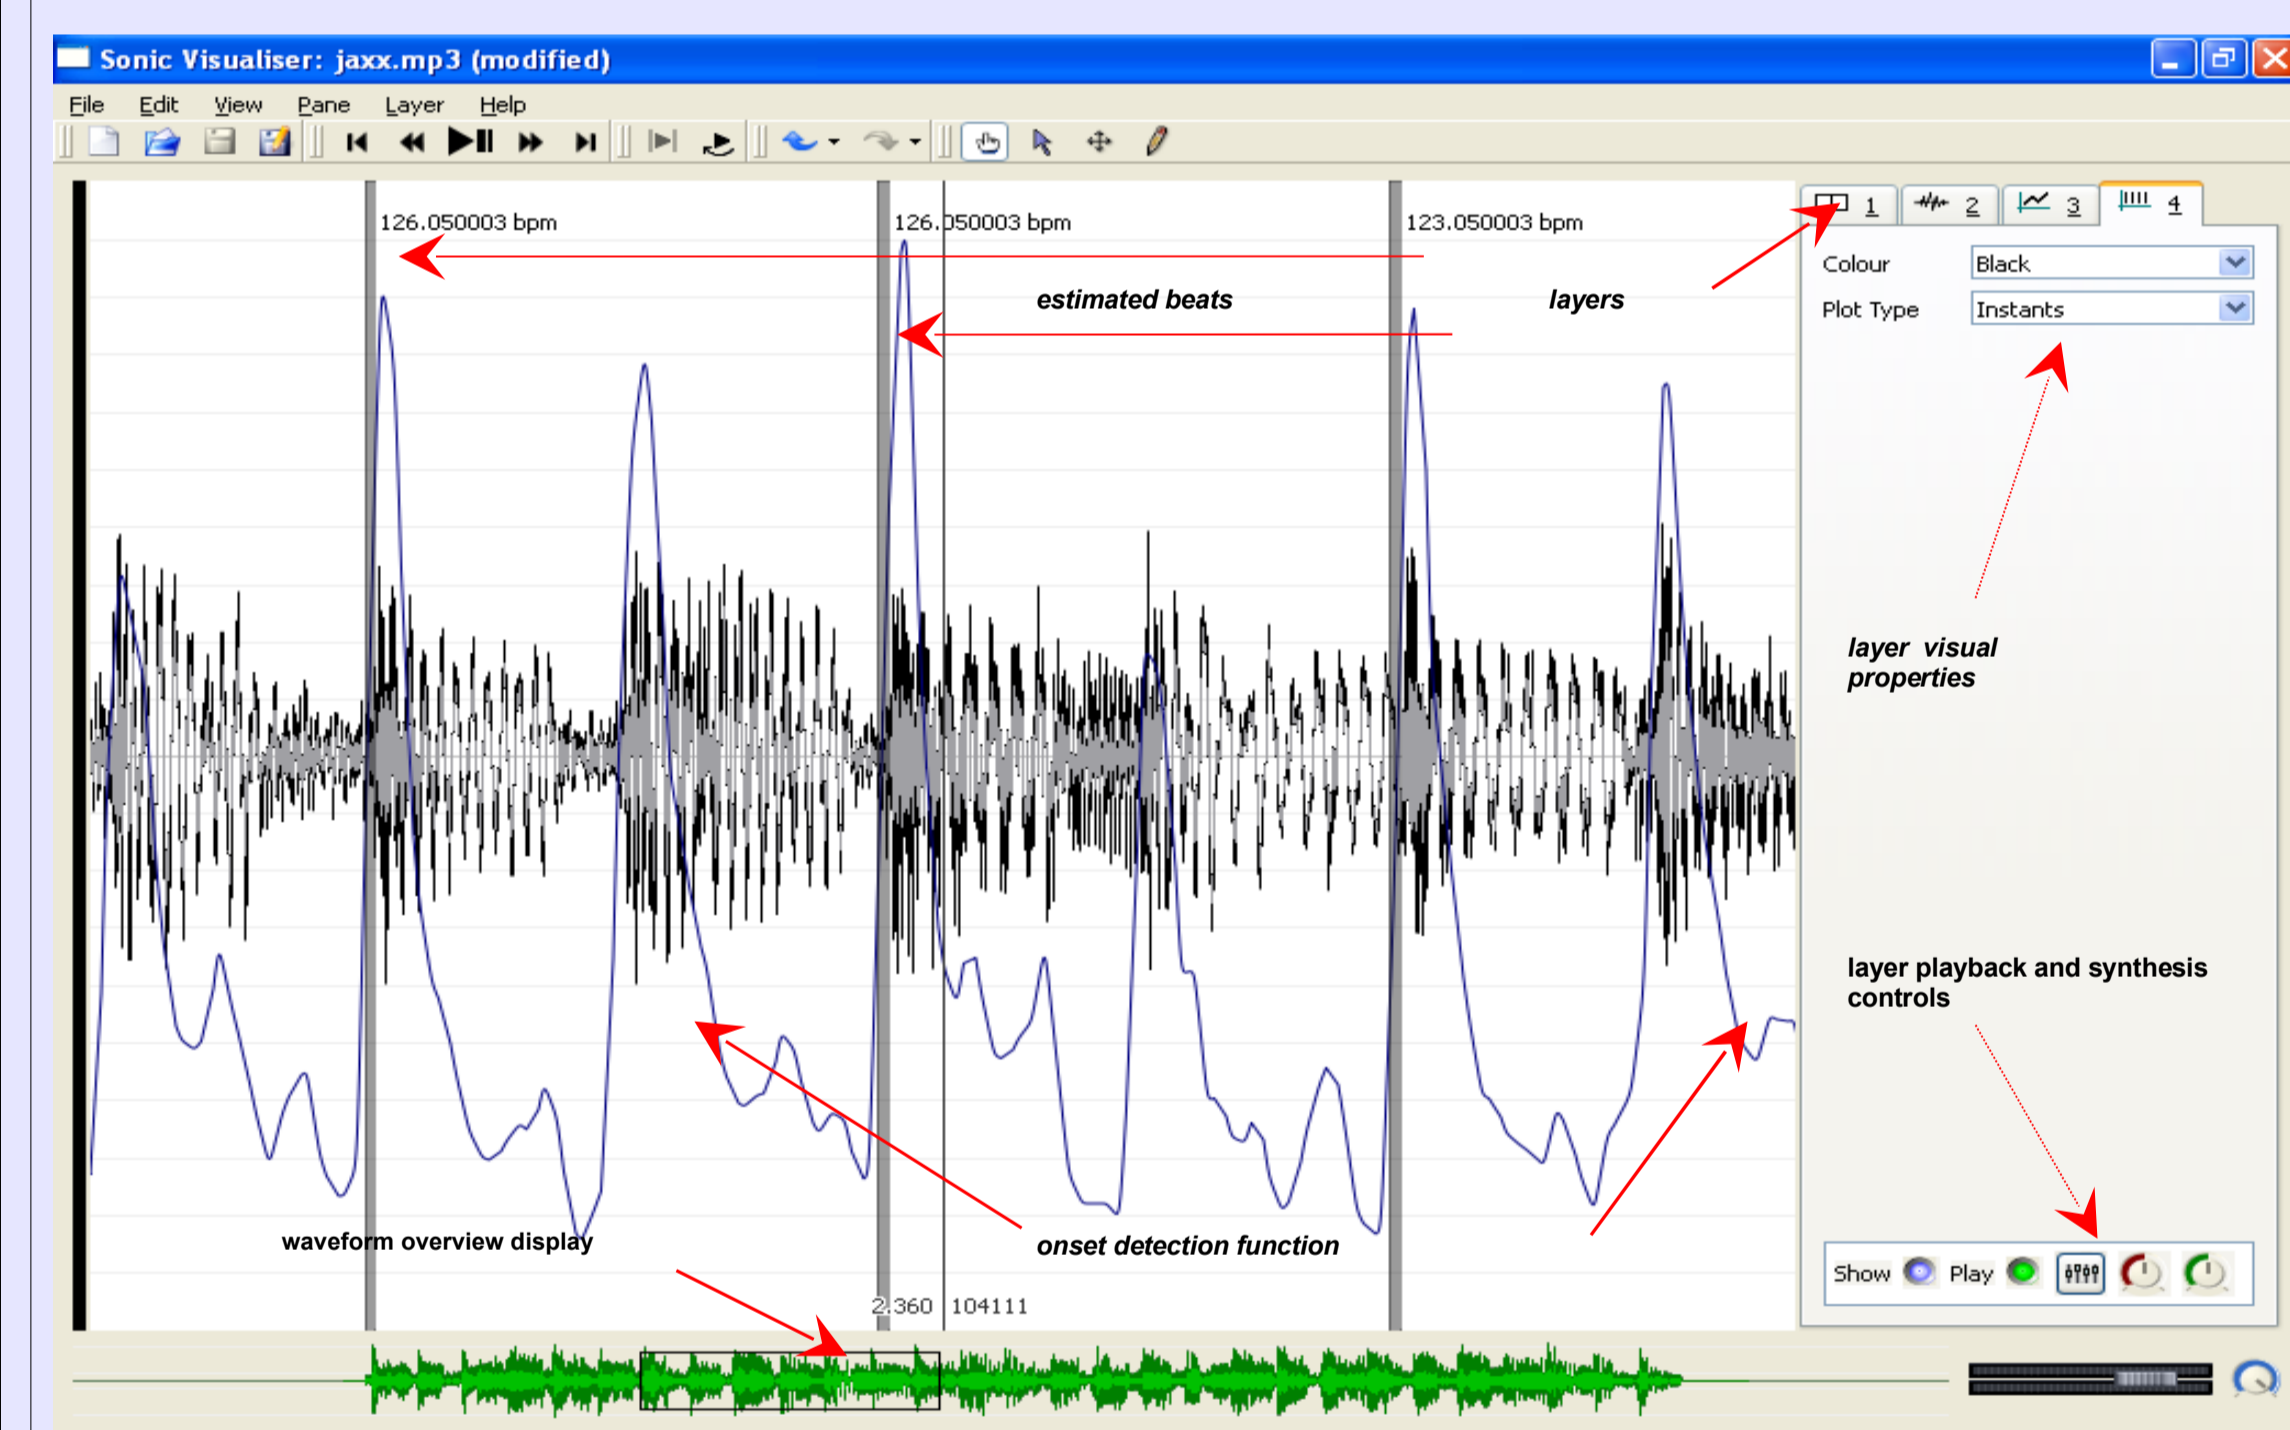 Sonic Visualiser: jaxx.mp3 (modified)
File Edit View Pane Layer Help
126.050003 bpm 126.050003 bpm 123.050003 bpm
1 2 3 4
Colour Black
Plot Type Instants
estimated beats
layers
layer visual
properties
layer playback and synthesis
controls
waveform overview display
onset detection function
Show Play
2.360 104111